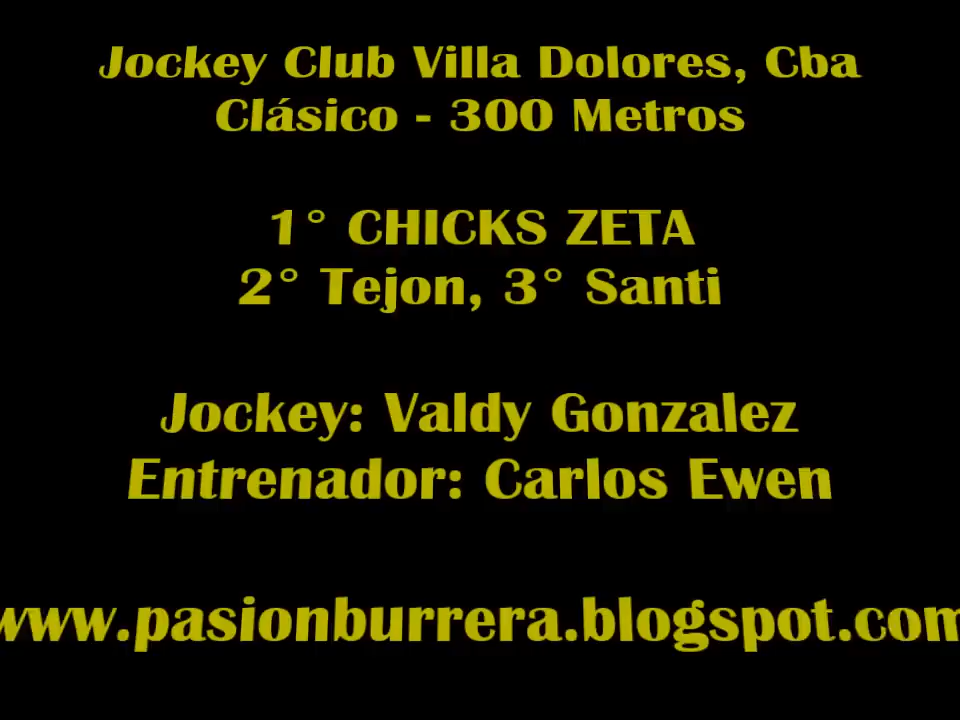 Jockey Club Villa Dolores, Cba
Clásico - 300 Metros
1° CHICKS ZETA
2° Tejon, 3° Santi
Jockey: Valdy Gonzalez
Entrenador: Carlos Ewen
www.pasionburrera.blogspot.com